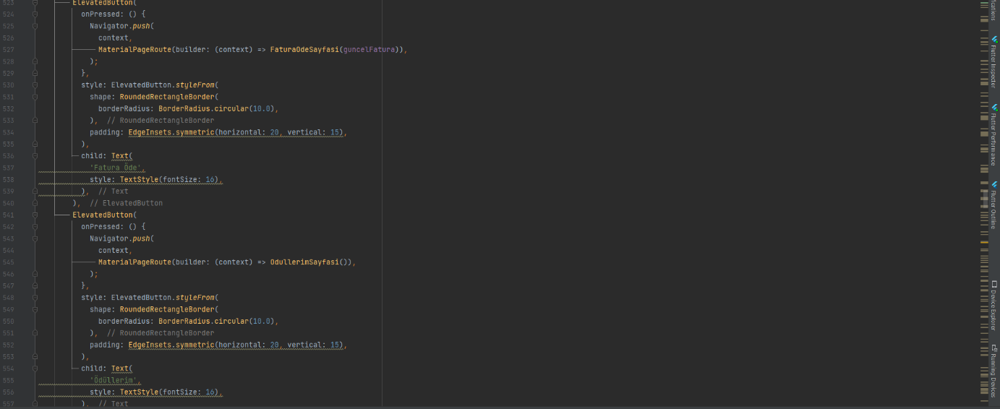 523 ElevatedButton(
524 onPressed: () {
525 Navigator.push(
526 context,
527 MaterialPageRoute(builder: (context) => FaturaOdeSayfasi(guncelFatura)),
528 );
529 },
530 style: ElevatedButton.styleFrom(
531 shape: RoundedRectangleBorder(
532 borderRadius: BorderRadius.circular(10.0),
533 ), // RoundedRectangleBorder
534 padding: EdgeInsets.symmetric(horizontal: 20, vertical: 15),
535 ),
536 child: Text(
537 'Fatura Öde',
538 style: TextStyle(fontSize: 16),
539 ), // Text
540 ), // ElevatedButton
541 ElevatedButton(
542 onPressed: () {
543 Navigator.push(
544 context,
545 MaterialPageRoute(builder: (context) => OdullerimSayfasi()),
546 );
547 },
548 style: ElevatedButton.styleFrom(
549 shape: RoundedRectangleBorder(
550 borderRadius: BorderRadius.circular(10.0),
551 ), // RoundedRectangleBorder
552 padding: EdgeInsets.symmetric(horizontal: 20, vertical: 15),
553 ),
554 child: Text(
555 'Ödüllerim',
556 style: TextStyle(fontSize: 16),
557 ), // Text
Flutter Inspector
Flutter Performance
Flutter Outline
Device Explorer
Running Devices